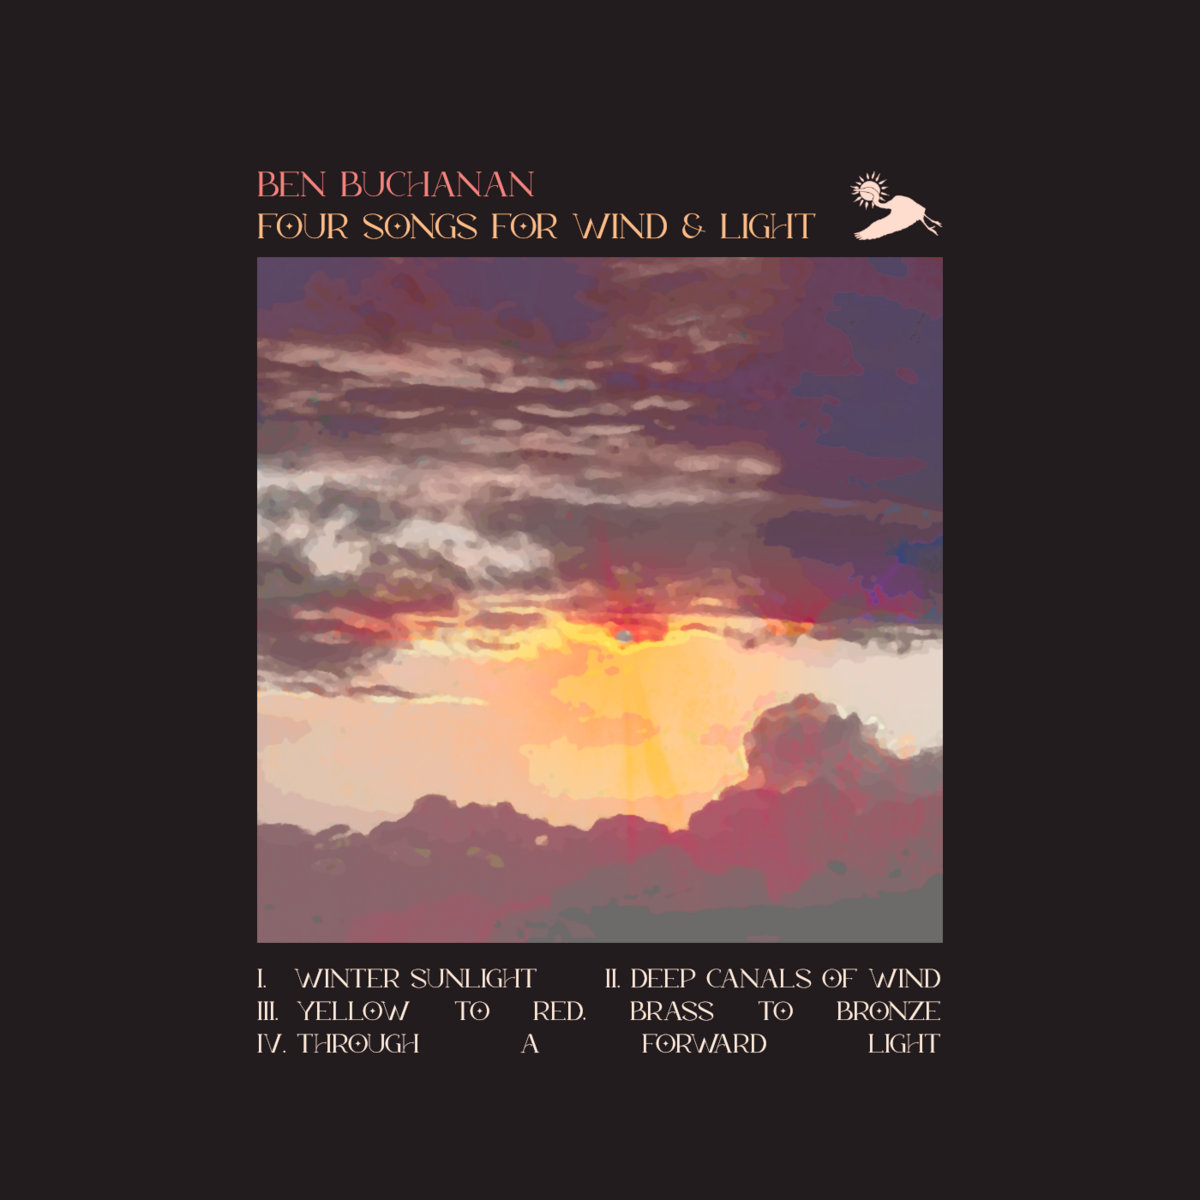 BEN BUCHANAN
FOUR SONGS FOR WIND & LIGHT
I. WINTER SUNLIGHT II. DEEP CANALS OF WIND
III. YELLOW TO RED. BRASS TO BRONZE
IV. THROUGH A FORWARD LIGHT